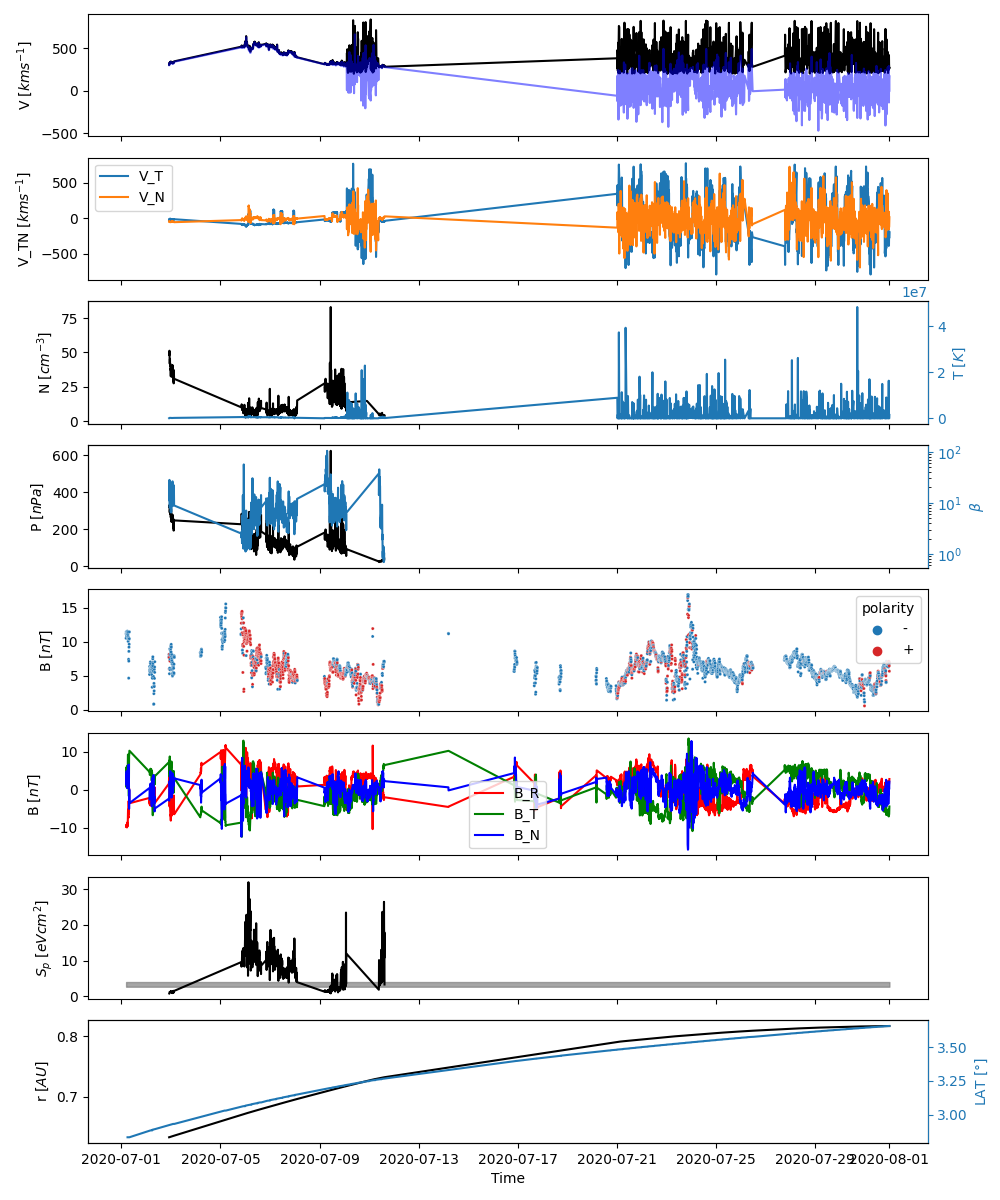 V [kms⁻¹]
500
0
−500
V_TN [kms⁻¹]
500
0
−500
V_T
V_N
N [cm⁻³]
75
50
25
0
1e7
4
2
0
T [K]
P [nPa]
600
400
200
0
10²
10¹
10⁰
β
B [nT]
15
10
5
0
polarity
-
+
B [nT]
10
0
−10
B_R
B_T
B_N
Sₚ [eVcm²]
30
20
10
0
r [AU]
0.8
0.7
3.50
3.25
3.00
LAT [°]
2020-07-01 2020-07-05 2020-07-09 2020-07-13 2020-07-17 2020-07-21 2020-07-25 2020-07-29 2020-08-01
Time